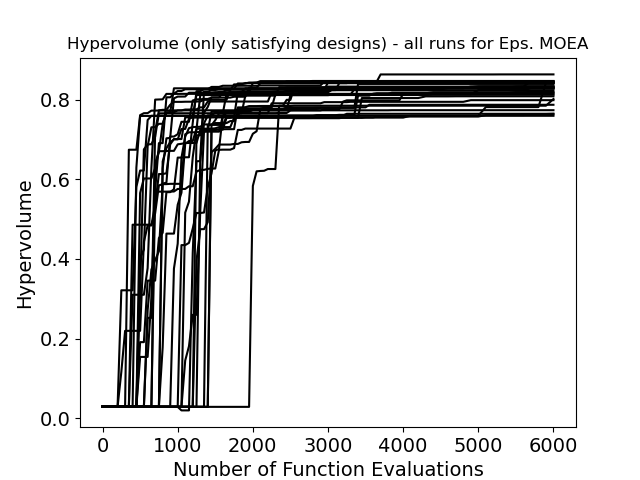 Hypervolume (only satisfying designs) - all runs for Eps. MOEA
Hypervolume
0.8
0.6
0.4
0.2
0.0
0 1000 2000 3000 4000 5000 6000
Number of Function Evaluations